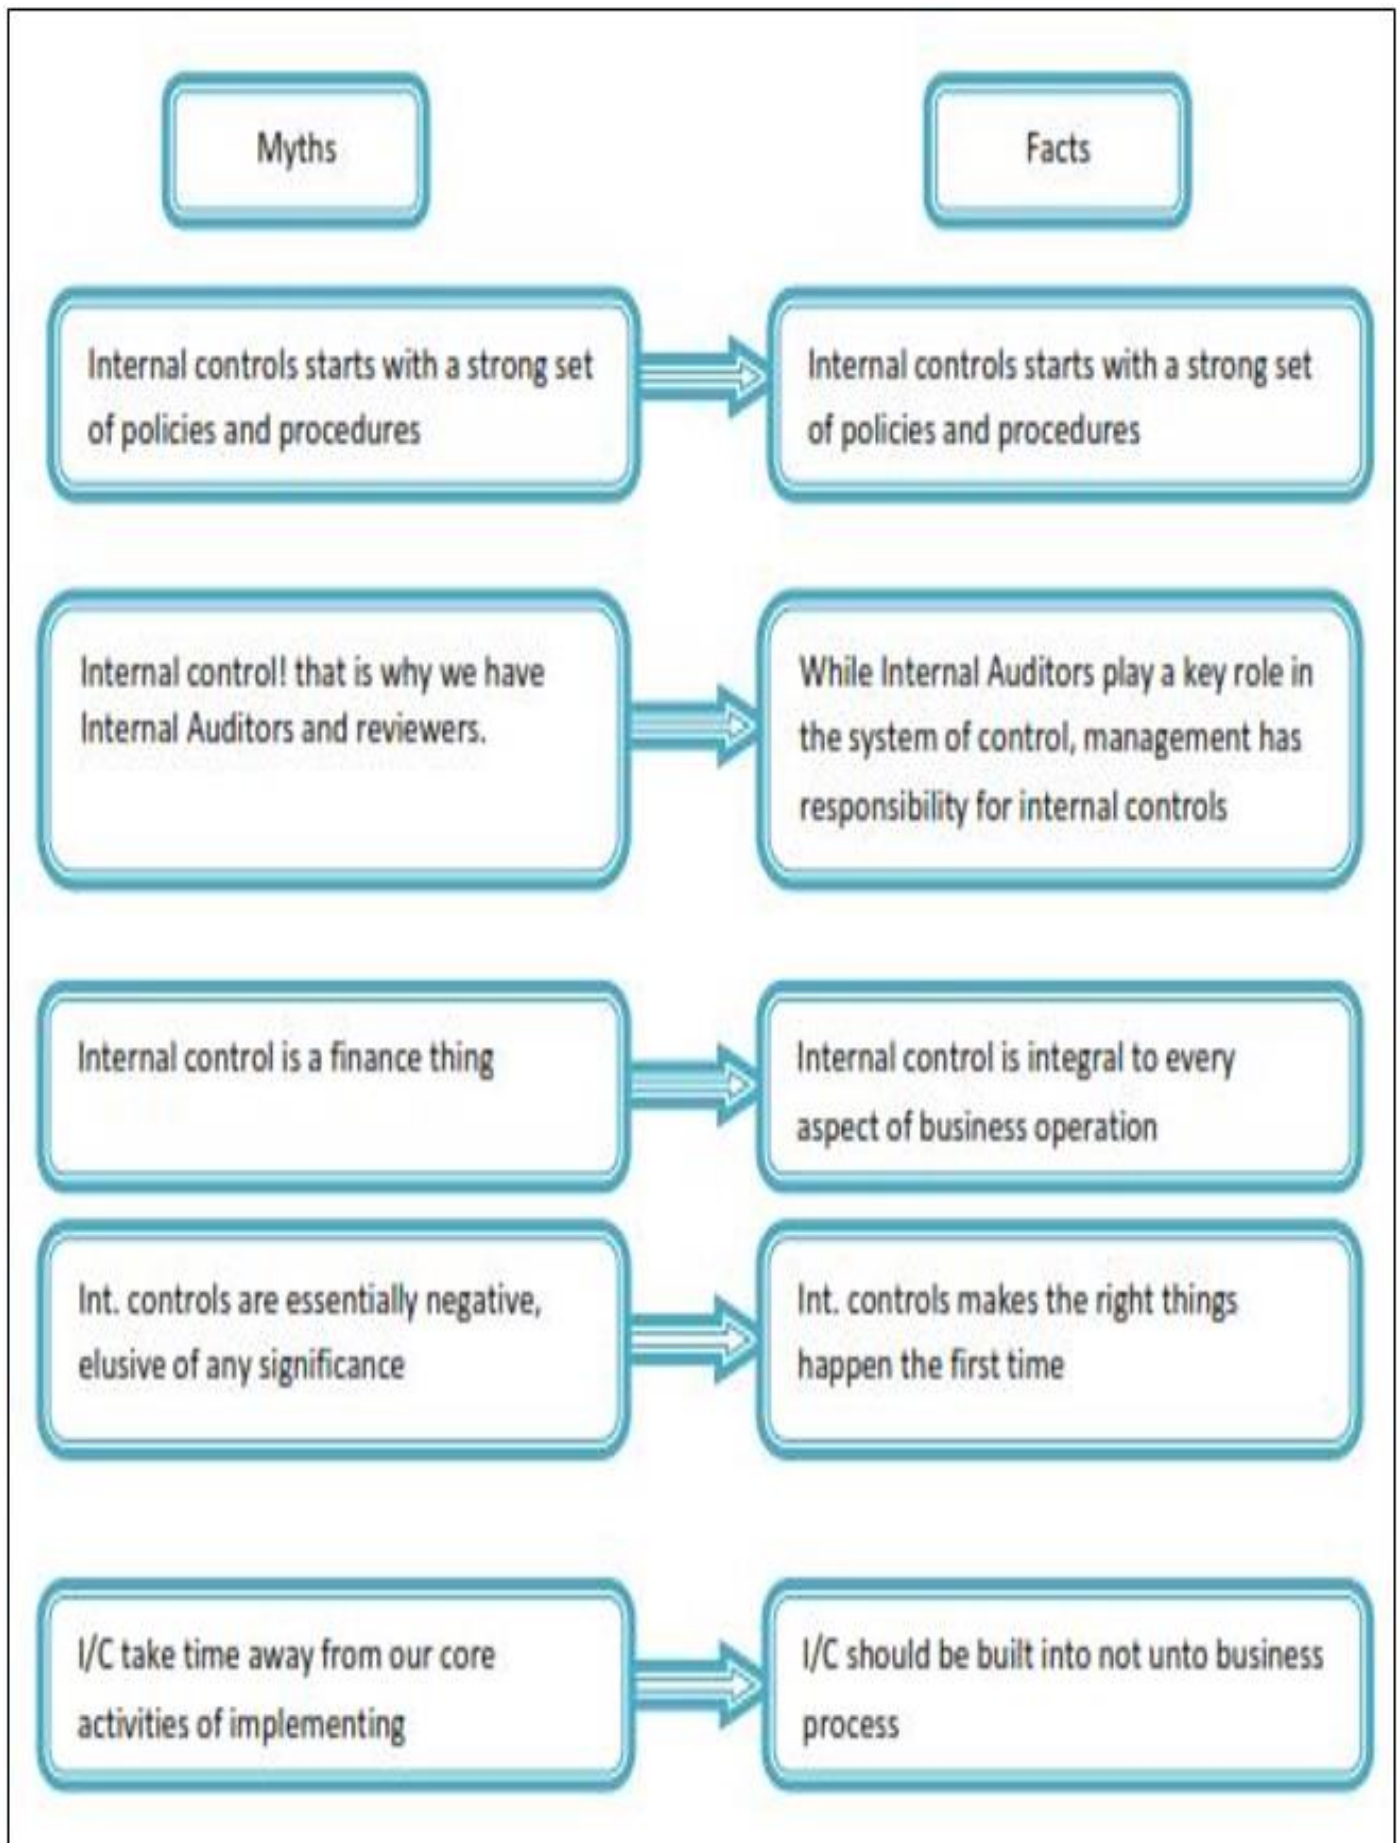 Myths
Facts
Internal controls starts with a strong set
of policies and procedures
Internal controls starts with a strong set
of policies and procedures
Internal control! that is why we have
Internal Auditors and reviewers.
While Internal Auditors play a key role in
the system of control, management has
responsibility for internal controls
Internal control is a finance thing
Internal control is integral to every
aspect of business operation
Int. controls are essentially negative,
elusive of any significance
Int. controls makes the right things
happen the first time
I/C take time away from our core
activities of implementing
I/C should be built into not unto business
process